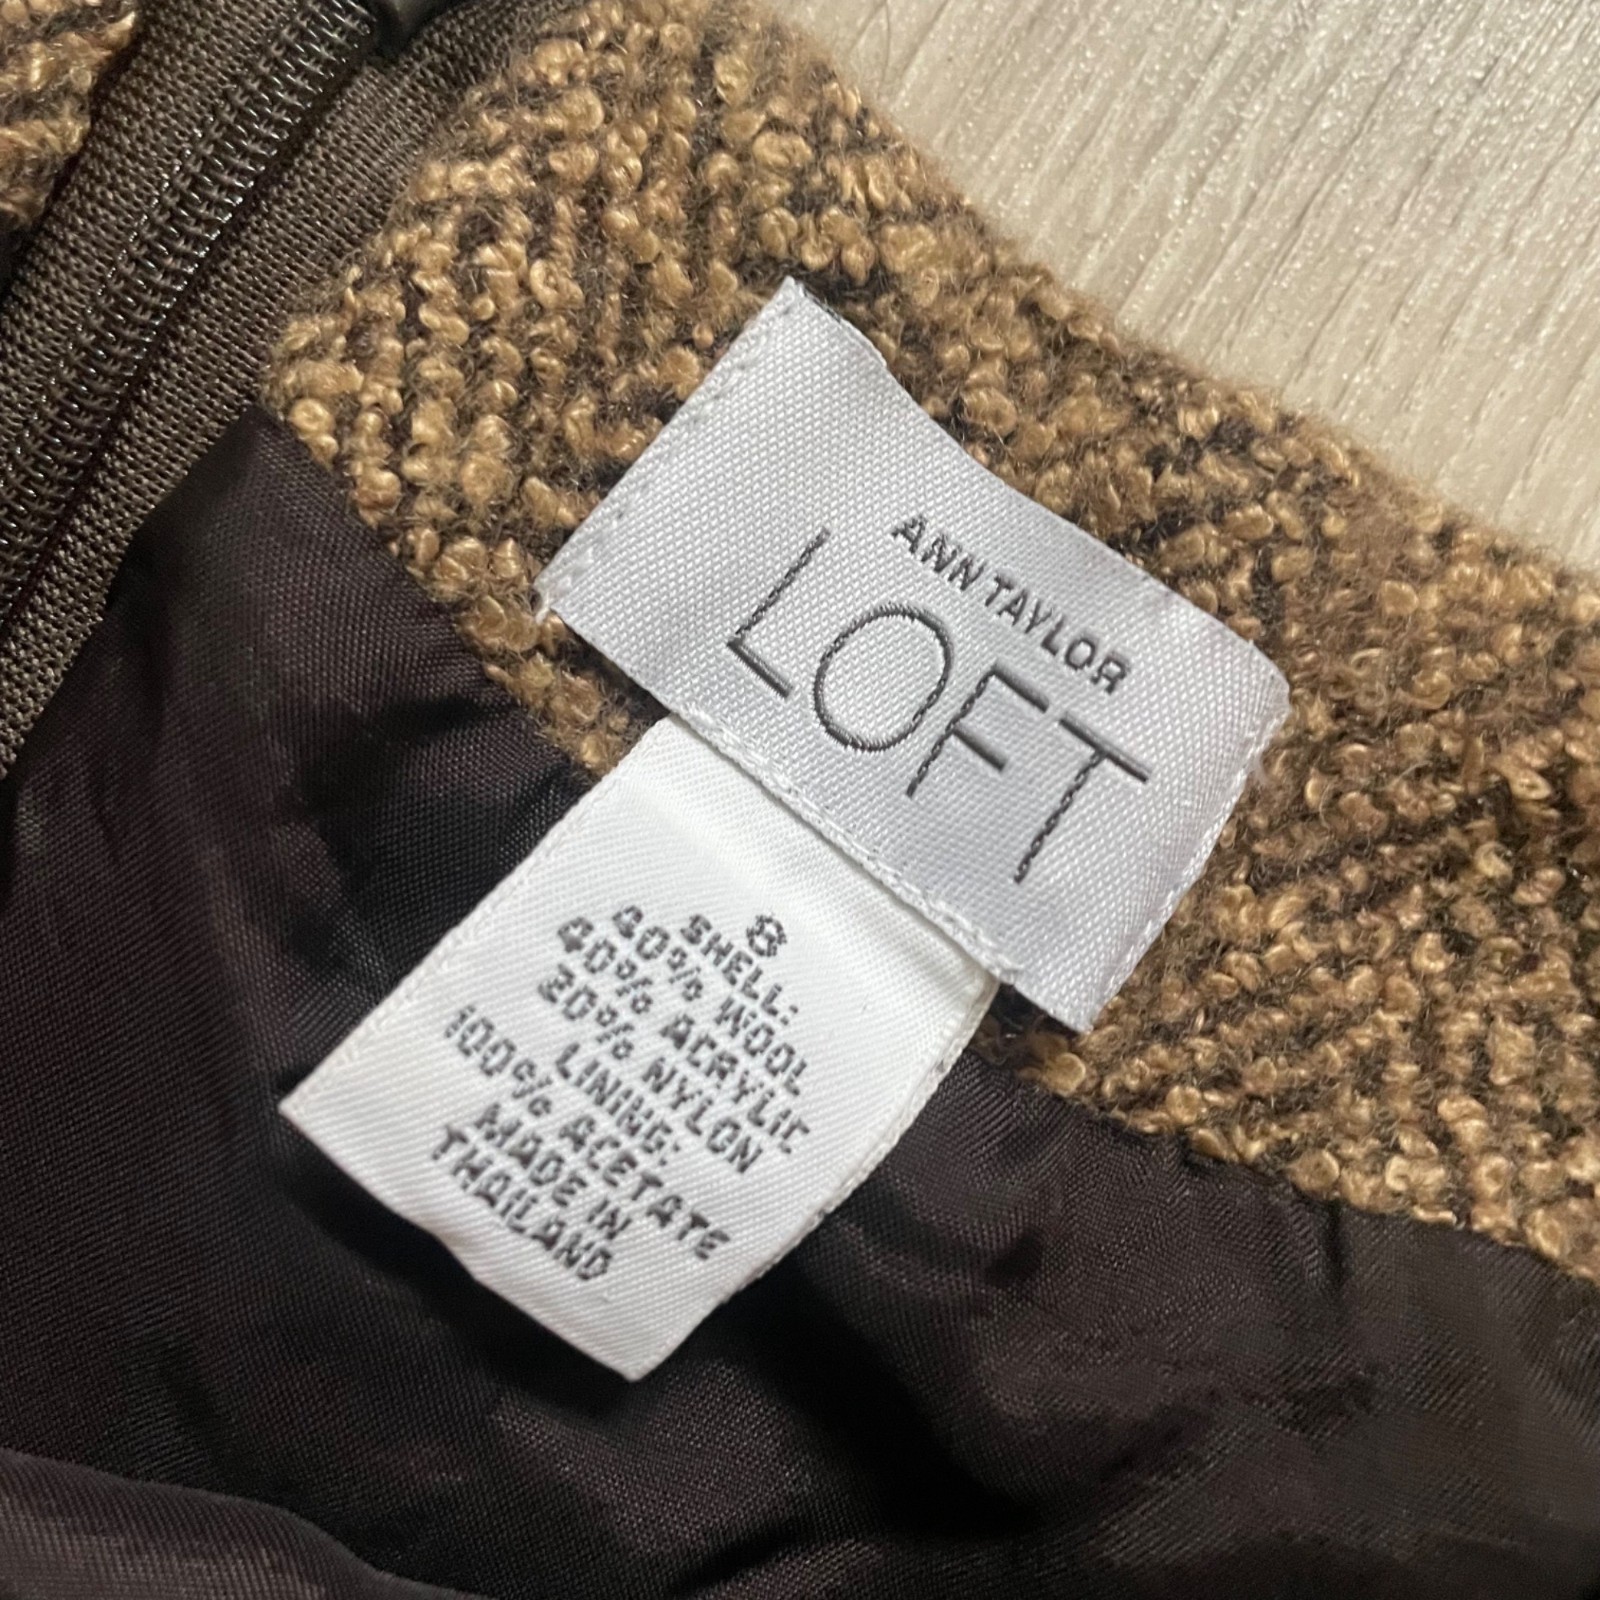 ANN TAYLOR
LOFT
8
SHELL:
40% WOOL
40% ACRYLIC
20% NYLON
LINING:
100% ACETATE
MADE IN
THAILAND